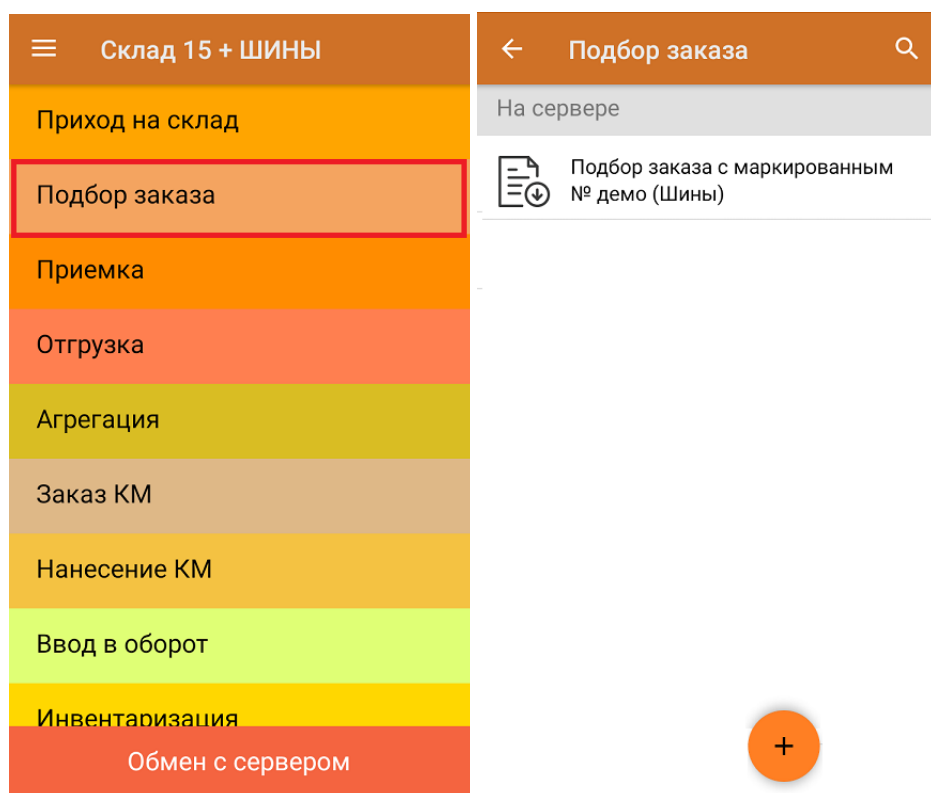 Склад 15 + ШИНЫ
Приход на склад
Подбор заказа
Приемка
Отгрузка
Агрегация
Заказ КМ
Нанесение КМ
Ввод в оборот
Инвентаризация
Обмен с сервером
Подбор заказа
На сервере
Подбор заказа с маркированным
№ демо (Шины)